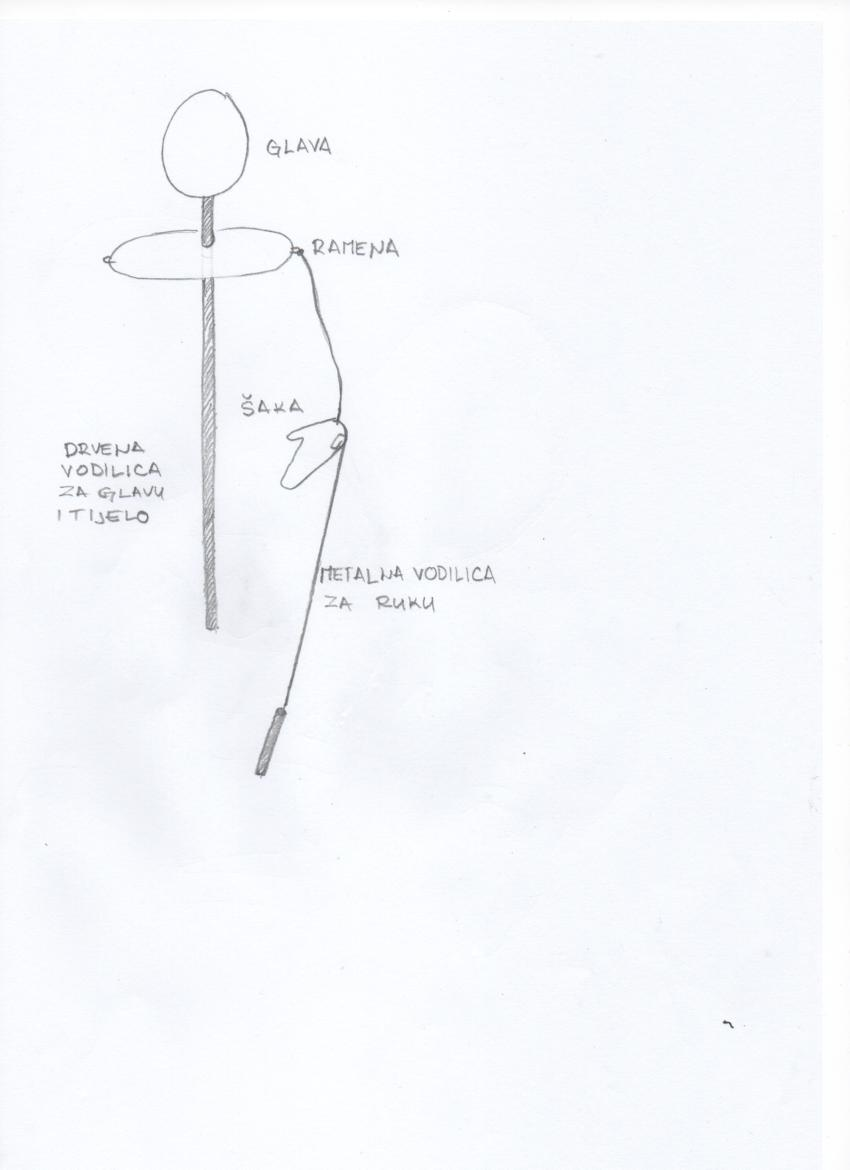 GLAVA
RAMENA
ŠAKA
DRVENA
VODILICA
ZA GLAVU
I TIJELO
METALNA VODILICA
ZA RUKU